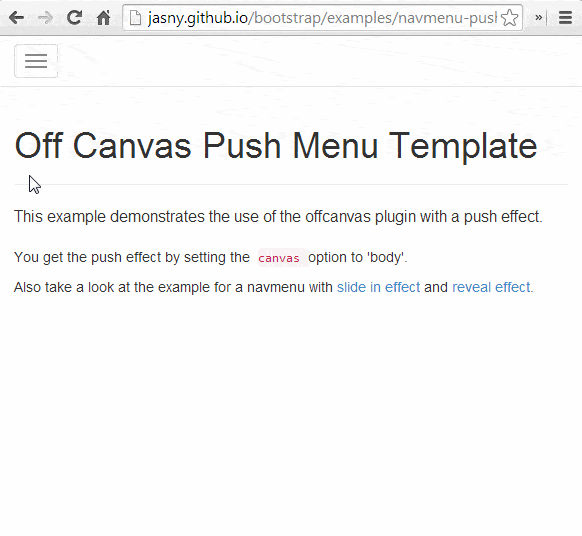 jasny.github.io/bootstrap/examples/navmenu-push
»
Off Canvas Push Menu Template
This example demonstrates the use of the offcanvas plugin with a push effect.
You get the push effect by setting the canvas option to 'body'.
Also take a look at the example for a navmenu with slide in effect and reveal effect.